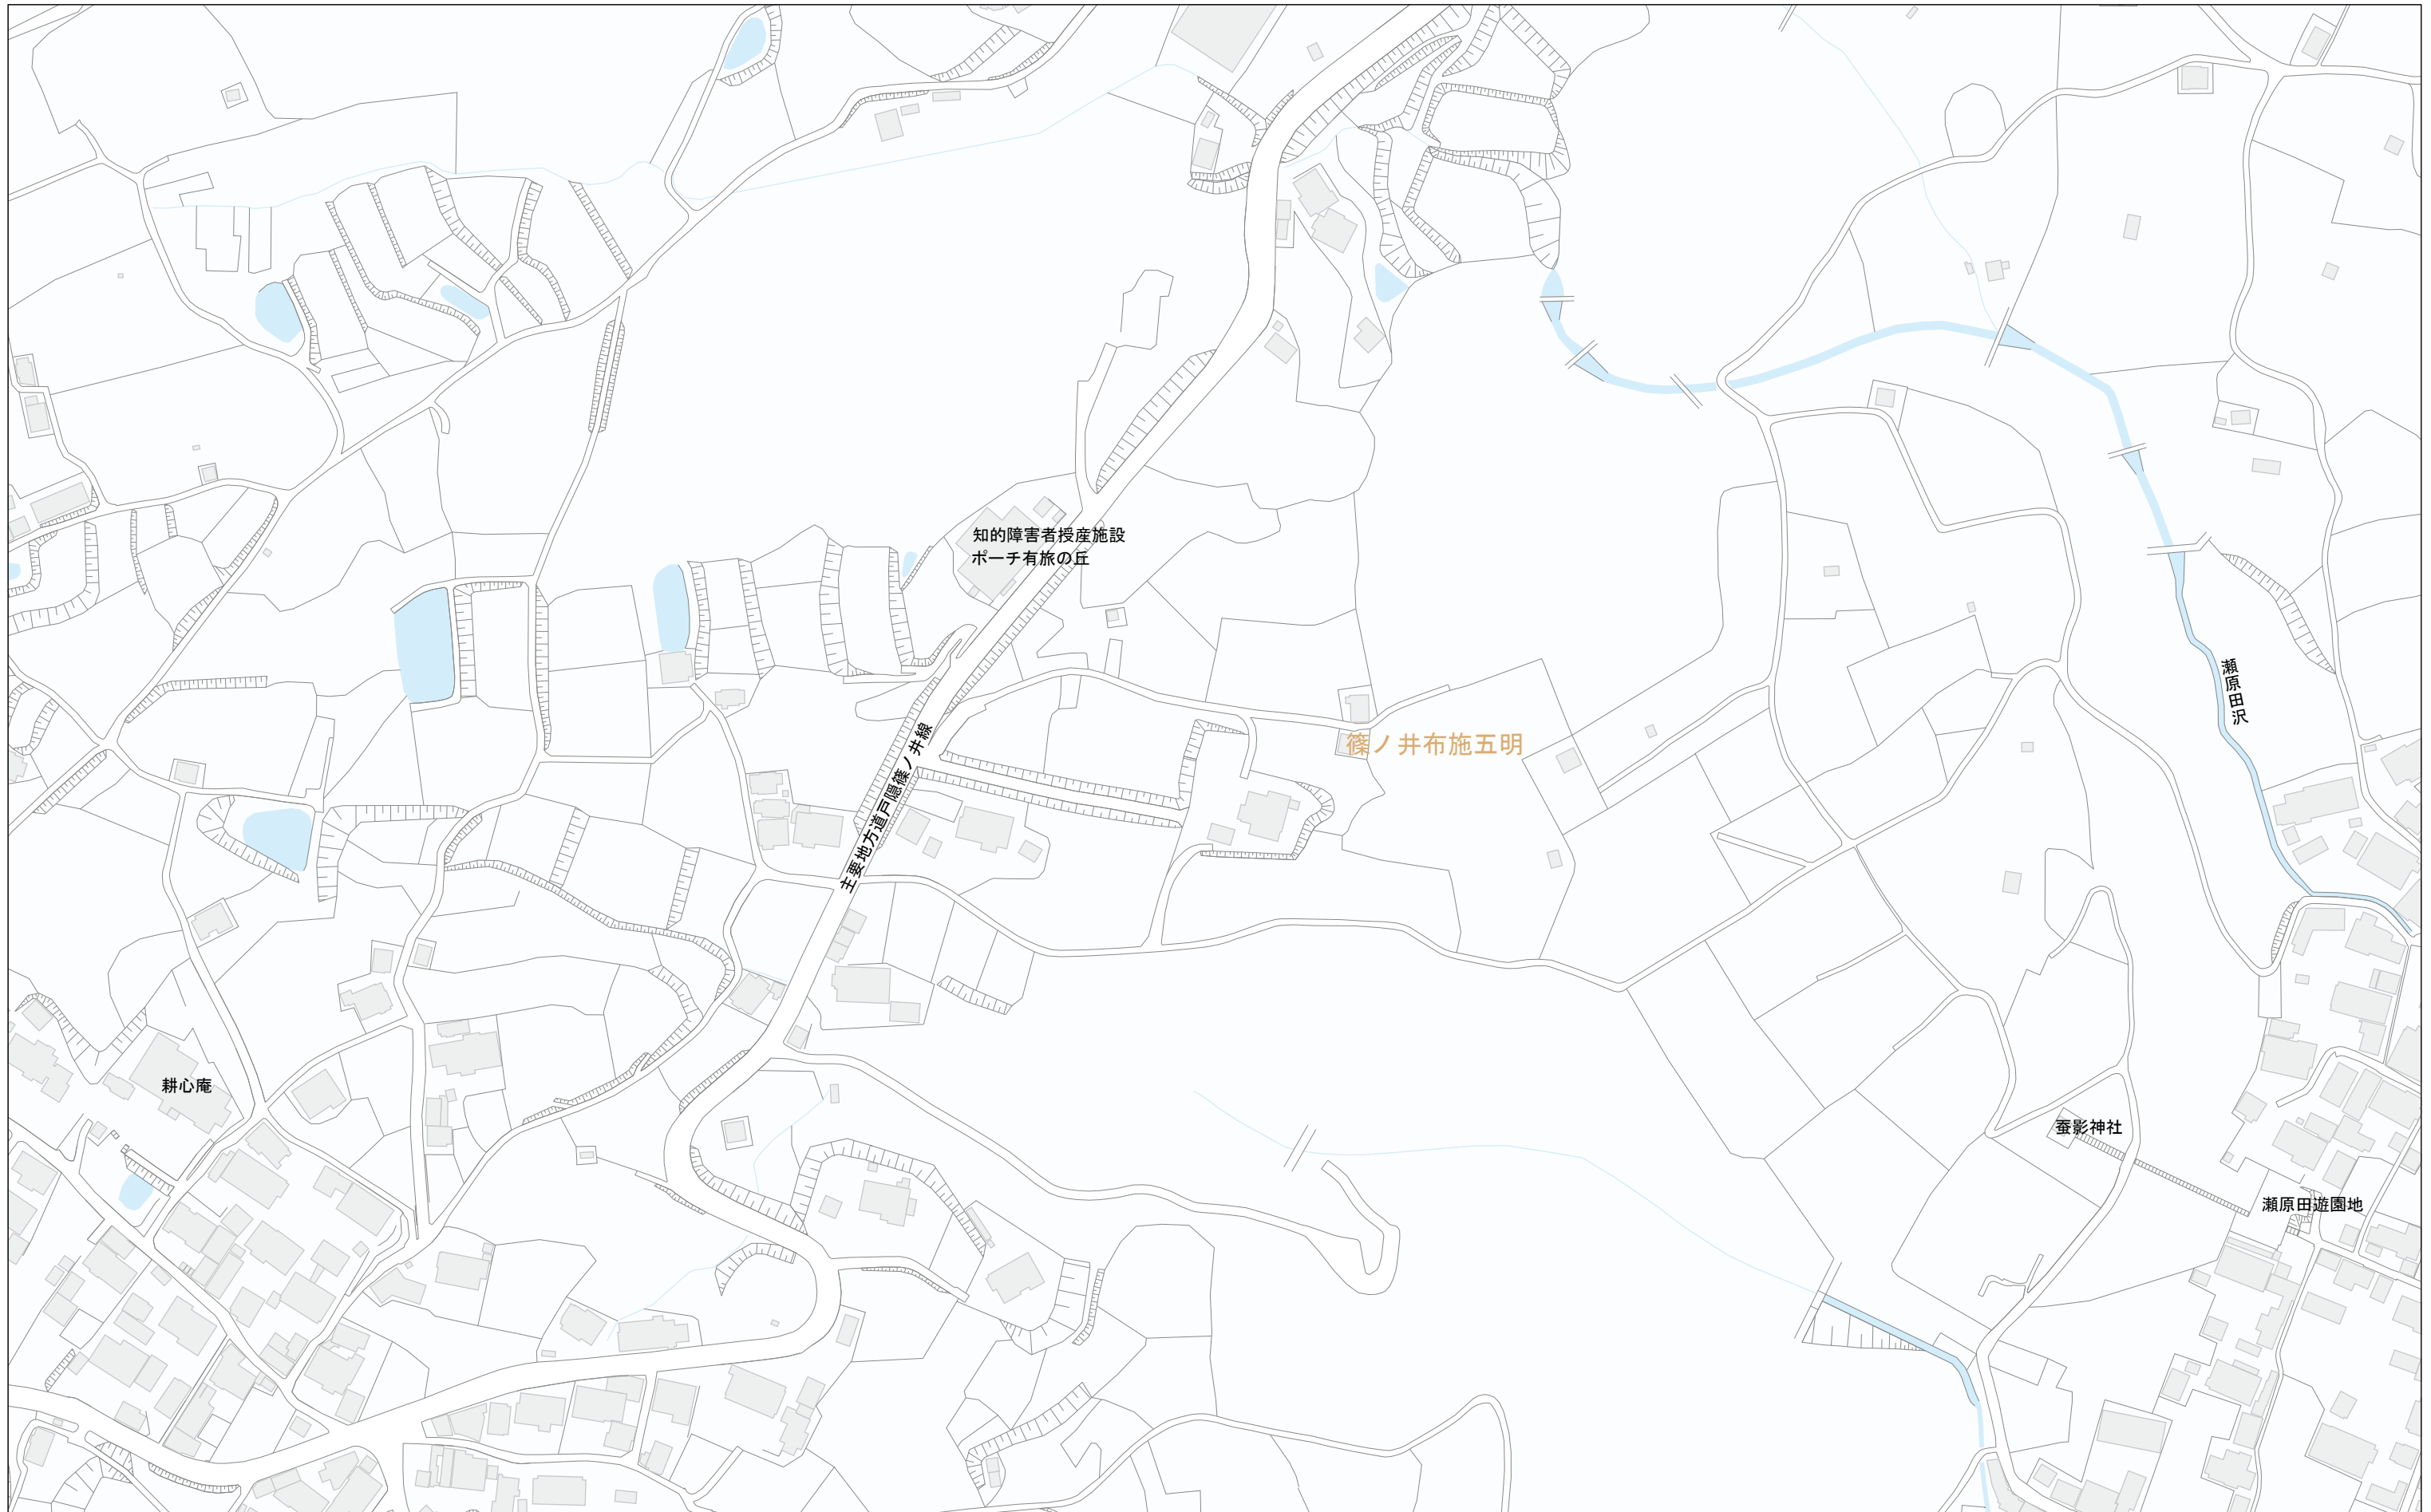 知的障害者授産施設
ポーチ有旅の丘
瀬原田沢
主要地方道戸隠篠ノ井線
篠ノ井布施五明
耕心庵
蚕影神社
瀬原田遊園地